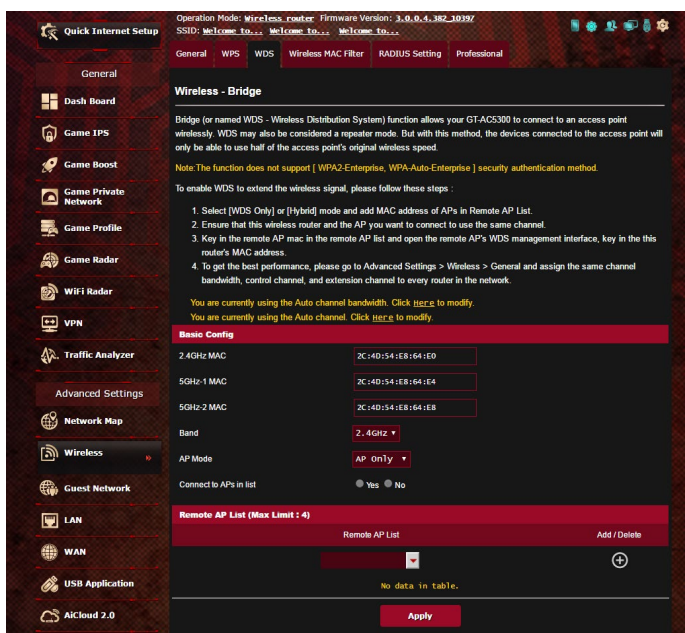 Quick Internet Setup
General
Dash Board
Game IPS
Game Boost
Game Private
Network
Game Profile
Game Radar
WiFi Radar
VPN
Traffic Analyzer
Advanced Settings
Network Map
Wireless
Guest Network
LAN
WAN
USB Application
AiCloud 2.0
Operation Mode: Wireless router Firmware Version: 3.0.0.4.382_10397
SSID: Welcome to... Welcome to... Welcome to...
General WPS WDS Wireless MAC Filter RADIUS Setting Professional
Wireless - Bridge
Bridge (or named WDS - Wireless Distribution System) function allows your GT-AC5300 to connect to an access point
wirelessly. WDS may also be considered a repeater mode. But with this method, the devices connected to the access point will
only be able to use half of the access point's original wireless speed.
Note:The function does not support [ WPA2-Enterprise, WPA-Auto-Enterprise ] security authentication method.
To enable WDS to extend the wireless signal, please follow these steps :
1. Select [WDS Only] or [Hybrid] mode and add MAC address of APs in Remote AP List.
2. Ensure that this wireless router and the AP you want to connect to use the same channel.
3. Key in the remote AP mac in the remote AP list and open the remote AP's WDS management interface, key in the this
router's MAC address.
4. To get the best performance, please go to Advanced Settings > Wireless > General and assign the same channel
bandwidth, control channel, and extension channel to every router in the network.
You are currently using the Auto channel bandwidth. Click Here to modify.
You are currently using the Auto channel. Click Here to modify.
Basic Config
2.4GHz MAC 2C:4D:54:E8:64:E0
5GHz-1 MAC 2C:4D:54:E8:64:E4
5GHz-2 MAC 2C:4D:54:E8:64:E8
Band 2.4GHz
AP Mode AP Only
Connect to APs in list Yes No
Remote AP List (Max Limit : 4)
Remote AP List Add / Delete
No data in table.
Apply